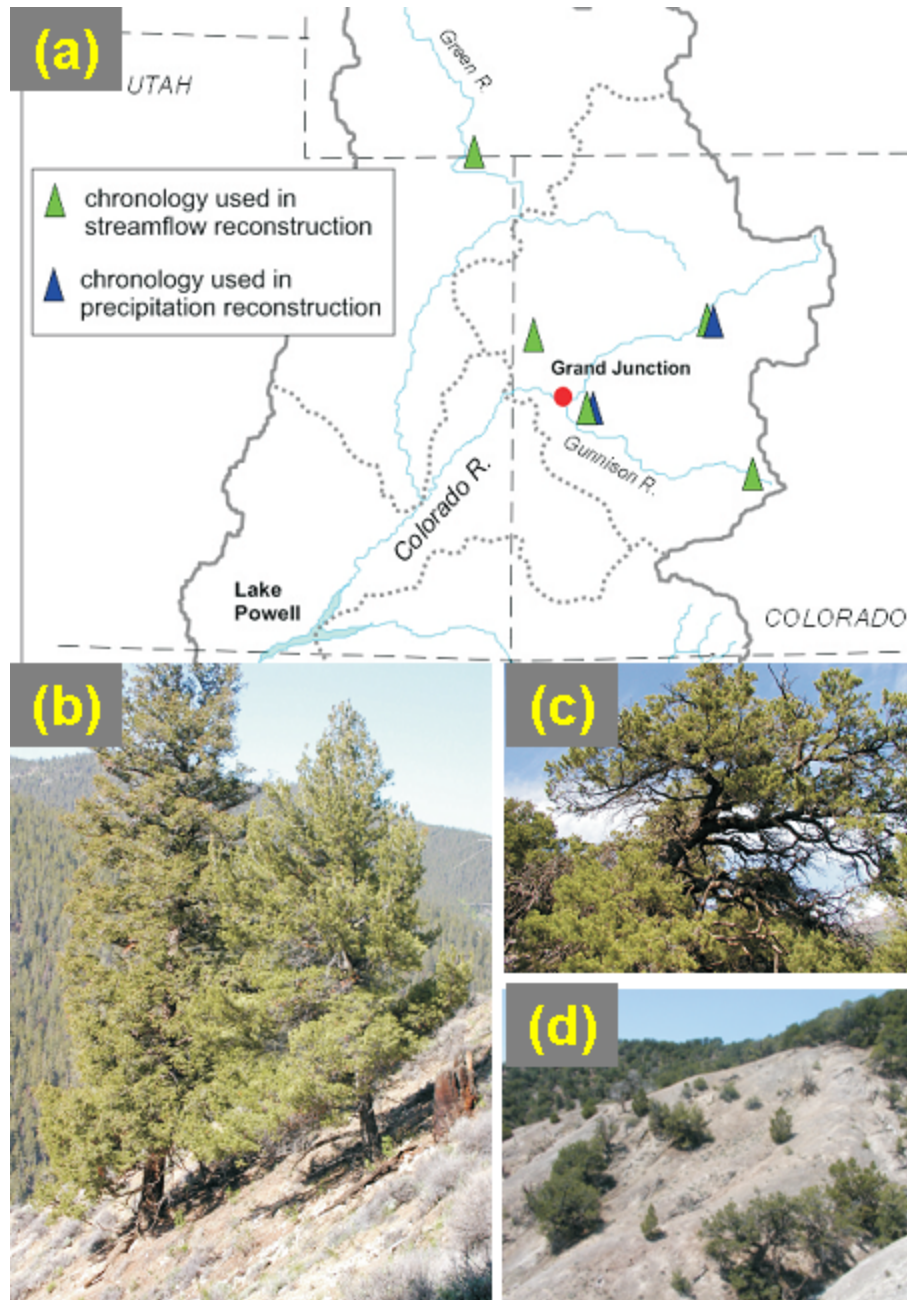 (a)
UTAH
Green R.
chronology used in
streamflow reconstruction
chronology used in
precipitation reconstruction
Grand Junction
Gunnison R.
Colorado R.
Lake
Powell
COLORADO
(b)
(c)
(d)